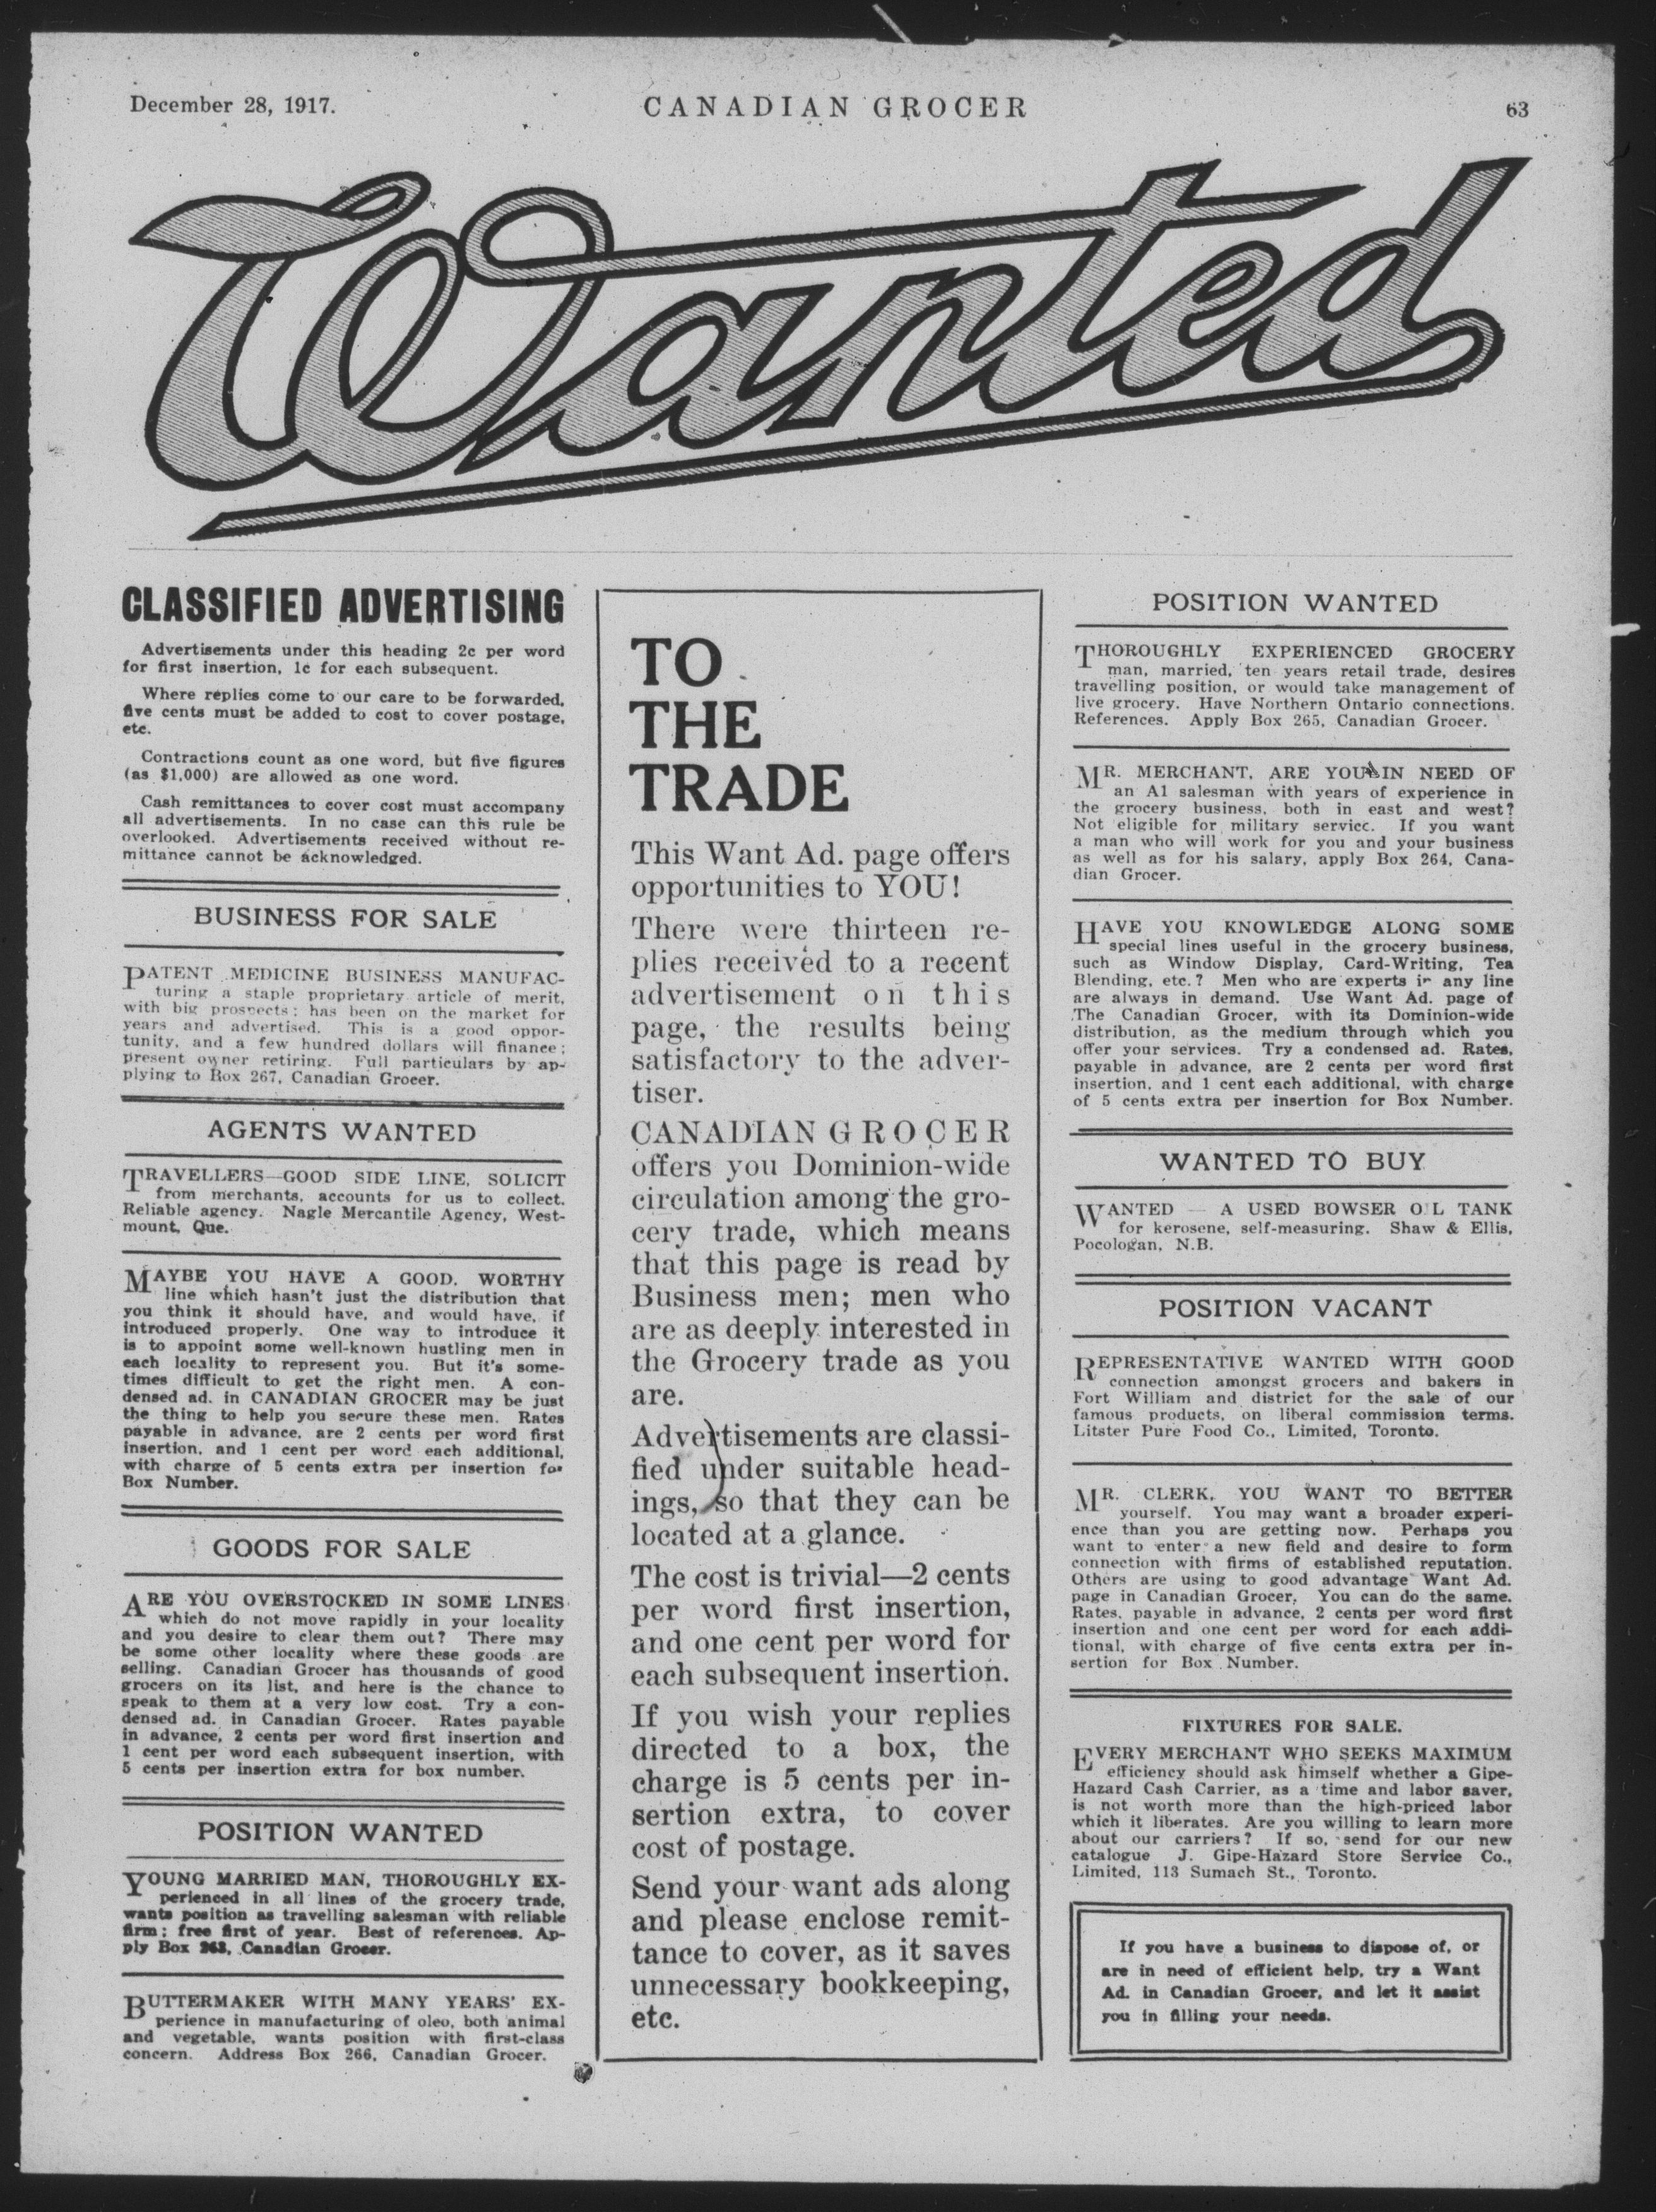 December 28, 1917.
CANADIAN GROCER
63
Wanted
CLASSIFIED ADVERTISING
Advertisements under this heading 2c per word
for first insertion, 1c for each subsequent.
Where replies come to our care to be forwarded,
five cents must be added to cost to cover postage,
etc.
Contractions count as one word, but five figures
(as $1,000) are allowed as one word.
Cash remittances to cover cost must accompany
all advertisements. In no case can this rule be
overlooked. Advertisements received without re-
mittance cannot be acknowledged.
BUSINESS FOR SALE
PATENT MEDICINE BUSINESS MANUFAC-
turing a staple proprietary article of merit,
with big prospects; has been on the market for
years and advertised. This is a good oppor-
tunity, and a few hundred dollars will finance;
present owner retiring. Full particulars by ap-
plying to Box 267, Canadian Grocer.
AGENTS WANTED
TRAVELLERS—GOOD SIDE LINE, SOLICIT
from merchants, accounts for us to collect.
Reliable agency. Nagle Mercantile Agency, West-
mount, Que.
MAYBE YOU HAVE A GOOD, WORTHY
line which hasn't just the distribution that
you think it should have, and would have, if
introduced properly. One way to introduce it
is to appoint some well-known hustling men in
each locality to represent you. But it's some-
times difficult to get the right men. A con-
densed ad. in CANADIAN GROCER may be just
the thing to help you secure these men. Rates
payable in advance, are 2 cents per word first
insertion, and 1 cent per word each additional,
with charge of 5 cents extra per insertion for
Box Number.
GOODS FOR SALE
ARE YOU OVERSTOCKED IN SOME LINES
which do not move rapidly in your locality
and you desire to clear them out? There may
be some other locality where these goods are
selling. Canadian Grocer has thousands of good
grocers on its list, and here is the chance to
speak to them at a very low cost. Try a con-
densed ad. in Canadian Grocer. Rates payable
in advance, 2 cents per word first insertion and
1 cent per word each subsequent insertion, with
5 cents per insertion extra for box number.
POSITION WANTED
YOUNG MARRIED MAN, THOROUGHLY EX-
perienced in all lines of the grocery trade,
wants position as travelling salesman with reliable
firm; free first of year. Best of references. Ap-
ply Box 263, Canadian Grocer.
BUTTERMAKER WITH MANY YEARS' EX-
perience in manufacturing of oleo, both animal
and vegetable, wants position with first-class
concern. Address Box 266, Canadian Grocer.
TO
THE
TRADE
This Want Ad. page offers
opportunities to YOU!
There were thirteen re-
plies received to a recent
advertisement on this
page, the results being
satisfactory to the adver-
tiser.
CANADIAN GROCER
offers you Dominion-wide
circulation among the gro-
cery trade, which means
that this page is read by
Business men; men who
are as deeply interested in
the Grocery trade as you
are.
Advertisements are classi-
fied under suitable head-
ings, so that they can be
located at a glance.
The cost is trivial—2 cents
per word first insertion,
and one cent per word for
each subsequent insertion.
If you wish your replies
directed to a box, the
charge is 5 cents per in-
sertion extra, to cover
cost of postage.
Send your want ads along
and please enclose remit-
tance to cover, as it saves
unnecessary bookkeeping,
etc.
POSITION WANTED
THOROUGHLY EXPERIENCED GROCERY
man, married, ten years retail trade, desires
travelling position, or would take management of
live grocery. Have Northern Ontario connections.
References. Apply Box 265, Canadian Grocer.
MR. MERCHANT, ARE YOU IN NEED OF
an A1 salesman with years of experience in
the grocery business, both in east and west?
Not eligible for military service. If you want
a man who will work for you and your business
as well as for his salary, apply Box 264, Cana-
dian Grocer.
HAVE YOU KNOWLEDGE ALONG SOME
special lines useful in the grocery business,
such as Window Display, Card-Writing, Tea
Blending, etc.? Men who are experts in any line
are always in demand. Use Want Ad. page of
The Canadian Grocer, with its Dominion-wide
distribution, as the medium through which you
offer your services. Try a condensed ad. Rates,
payable in advance, are 2 cents per word first
insertion, and 1 cent each additional, with charge
of 5 cents extra per insertion for Box Number.
WANTED TO BUY
WANTED — A USED BOWSER OIL TANK
for kerosene, self-measuring. Shaw & Ellis,
Pocologan, N.B.
POSITION VACANT
REPRESENTATIVE WANTED WITH GOOD
connection amongst grocers and bakers in
Fort William and district for the sale of our
famous products, on liberal commission terms.
Litster Pure Food Co., Limited, Toronto.
MR. CLERK, YOU WANT TO BETTER
yourself. You may want a broader experi-
ence than you are getting now. Perhaps you
want to enter a new field and desire to form
connection with firms of established reputation.
Others are using to good advantage Want Ad.
page in Canadian Grocer. You can do the same.
Rates, payable in advance, 2 cents per word first
insertion and one cent per word for each addi-
tional, with charge of five cents extra per in-
sertion for Box Number.
FIXTURES FOR SALE.
EVERY MERCHANT WHO SEEKS MAXIMUM
efficiency should ask himself whether a Gipe-
Hazard Cash Carrier, as a time and labor saver,
is not worth more than the high-priced labor
which it liberates. Are you willing to learn more
about our carriers? If so, send for our new
catalogue J. Gipe-Hazard Store Service Co.,
Limited, 113 Sumach St., Toronto.
If you have a business to dispose of, or
are in need of efficient help, try a Want
Ad. in Canadian Grocer, and let it assist
you in filling your needs.